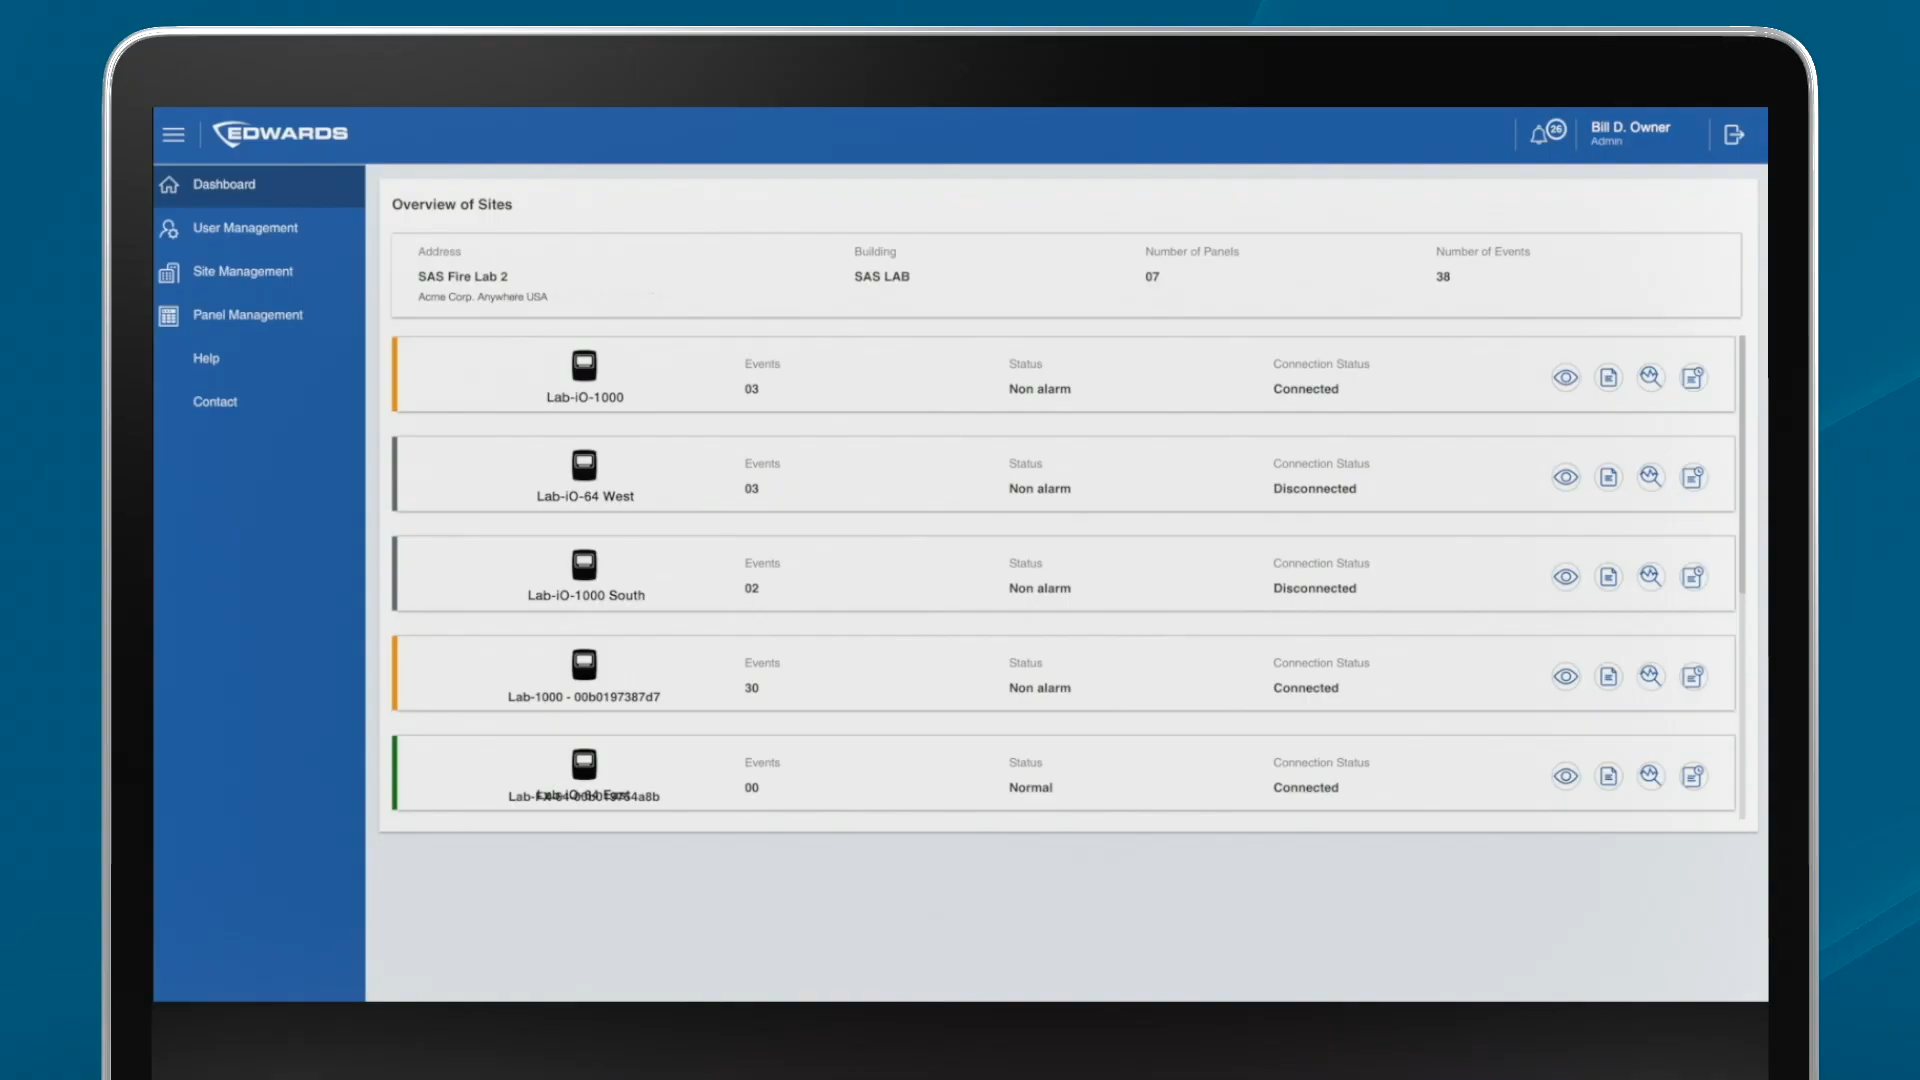 EDWARDS
26
Bill D. Owner
Admin
Dashboard
User Management
Site Management
Panel Management
Help
Contact
Overview of Sites
Address
Building
Number of Panels
Number of Events
SAS Fire Lab 2
SAS LAB
07
38
Acme Corp. Anywhere USA
Events
Status
Connection Status
03
Non alarm
Connected
Lab-iO-1000
Events
Status
Connection Status
03
Non alarm
Disconnected
Lab-iO-64 West
Events
Status
Connection Status
02
Non alarm
Disconnected
Lab-iO-1000 South
Events
Status
Connection Status
30
Non alarm
Connected
Lab-1000 - 00b0197387d7
Events
Status
Connection Status
00
Normal
Connected